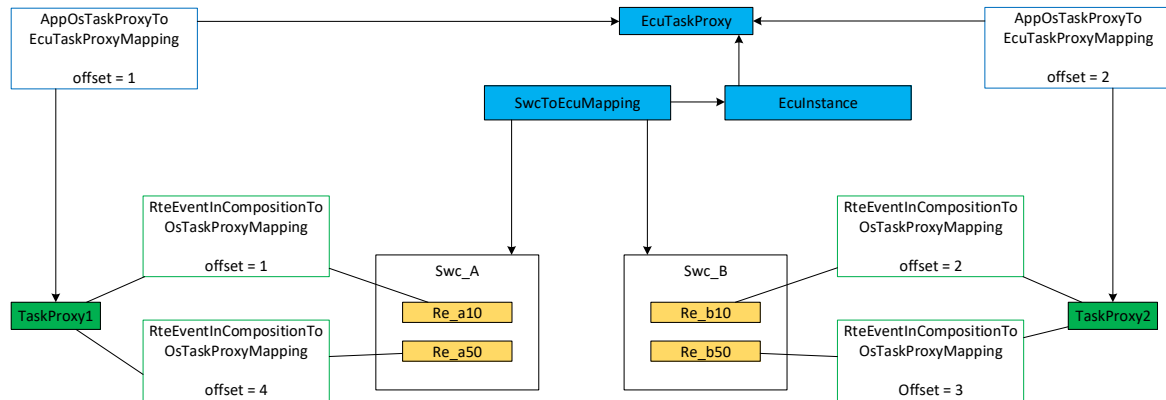 AppOsTaskProxyTo
EcuTaskProxyMapping
offset = 1
EcuTaskProxy
AppOsTaskProxyTo
EcuTaskProxyMapping
offset = 2
SwcToEcuMapping
EcuInstance
RteEventInCompositionTo
OsTaskProxyMapping
offset = 1
Swc_A
Swc_B
RteEventInCompositionTo
OsTaskProxyMapping
offset = 2
TaskProxy1
Re_a10
Re_b10
TaskProxy2
RteEventInCompositionTo
OsTaskProxyMapping
offset = 4
Re_a50
Re_b50
RteEventInCompositionTo
OsTaskProxyMapping
Offset = 3